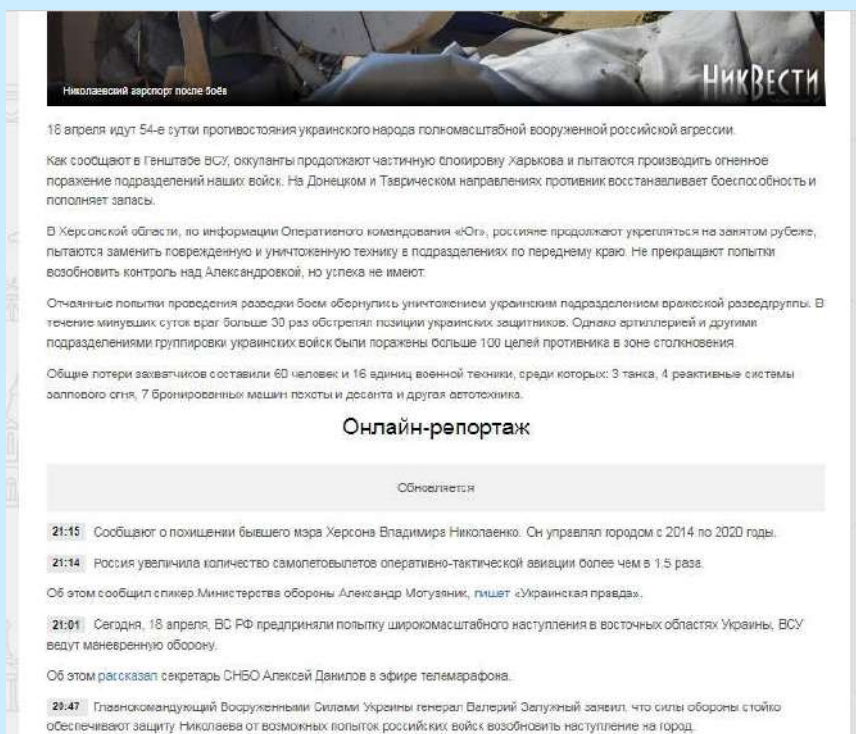 НикВести
Николаевский аэропорт после боёв
18 апреля идут 54-е сутки противостояния украинского народа полномасштабной вооруженной российской агрессии.
Как сообщают в Генштабе ВСУ, оккупанты продолжают частичную блокировку Харькова и пытаются производить огненное
поражение подразделений наших войск. На Донецком и Таврическом направлениях противник восстанавливает боеспособность и
пополняет запасы.
В Херсонской области, по информации Оперативного командования «Юг», россияне продолжают укрепляться на занятом рубеже,
пытаются заменить поврежденную и уничтоженную технику в подразделениях по переднему краю. Не прекращают попытки
возобновить контроль над Александровкой, но успеха не имеют.
Отчаянные попытки проведения разведки боем обернулись уничтожением украинским подразделением вражеской разведгруппы. В
течение минувших суток враг больше 30 раз обстрелял позиции украинских защитников. Однако артиллерией и другими
подразделениями группировки украинских войск были поражены больше 100 целей противника в зоне столкновения.
Общие потери захватчиков составили 60 человек и 16 единиц военной техники, среди которых: 3 танка, 4 реактивные системы
залпового огня, 7 бронированных машин пехоты и десанта и другая автотехника.
Онлайн-репортаж
Обновляется
21:15 Сообщают о похищении бывшего мэра Херсона Владимира Николаенко. Он управлял городом с 2014 по 2020 годы.
21:14 Россия увеличила количество самолетовылетов оперативно-тактической авиации более чем в 1,5 раза.
Об этом сообщил спикер Министерства обороны Александр Мотузяник, пишет «Украинская правда».
21:01 Сегодня, 18 апреля, ВС РФ предприняли попытку широкомасштабного наступления в восточных областях Украины, ВСУ
ведут маневренную оборону.
Об этом рассказал секретарь СНБО Алексей Данилов в эфире телемарафона.
20:47 Главнокомандующий Вооруженными Силами Украины генерал Валерий Залужный заявил, что силы обороны стойко
обеспечивают защиту Николаева от возможных попыток российских войск возобновить наступление на город.